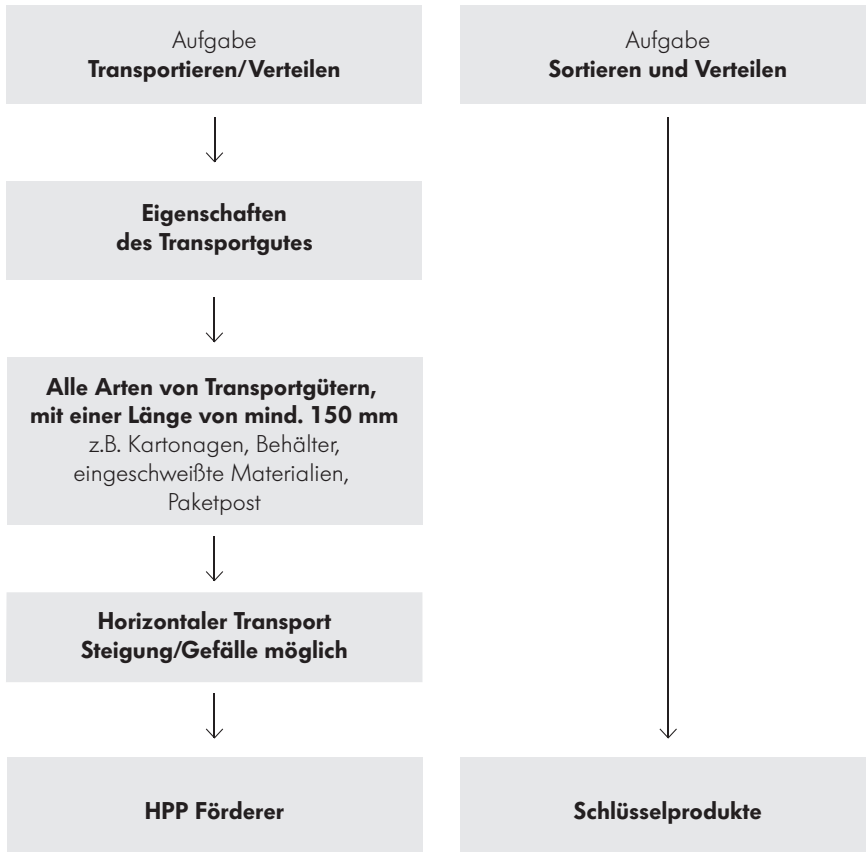 Aufgabe
Transportieren/Verteilen
Eigenschaften
des Transportgutes
Alle Arten von Transportgütern,
mit einer Länge von mind. 150 mm
z.B. Kartonagen, Behälter,
eingeschweißte Materialien,
Paketpost
Horizontaler Transport
Steigung/Gefälle möglich
HPP Förderer
Aufgabe
Sortieren und Verteilen
Schlüsselprodukte